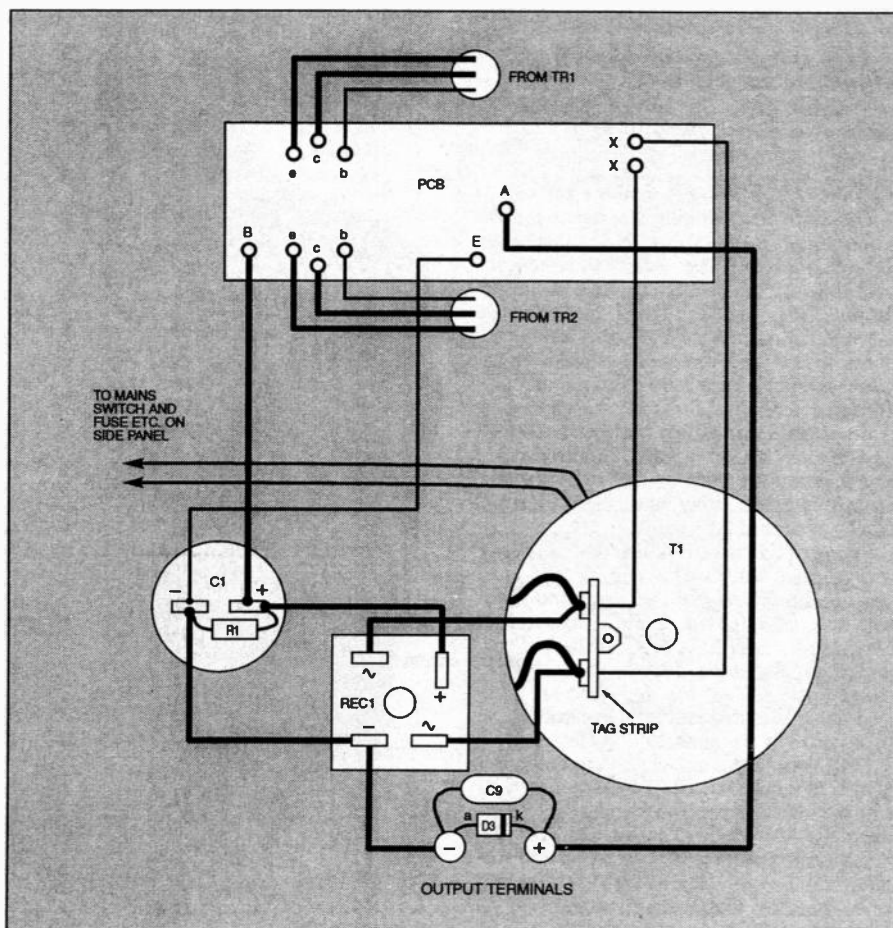 FROM TR1
e c b
X
X
PCB
A
B e c b E
FROM TR2
TO MAINS
SWITCH AND
FUSE ETC. ON
SIDE PANEL
T1
C1
- +
R1
~
REC1 +
- ~
TAG STRIP
C9
a D3 k
- +
OUTPUT TERMINALS